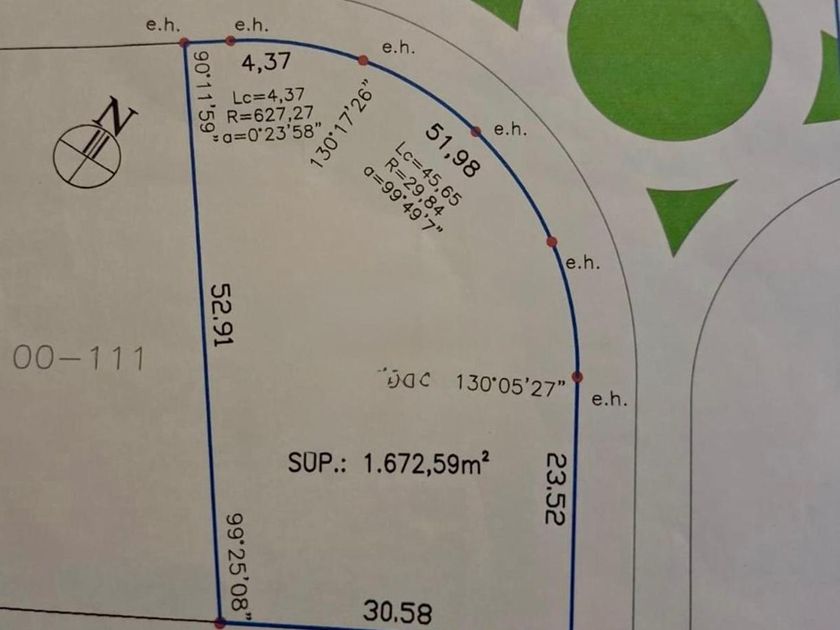 e.h.
e.h.
4,37
e.h.
N
90°11'59"
Lc=4,37
R=627,27
a=0°23'58"
130°17'26"
51,98
e.h.
Lc=45,65
R=29,84
a=99°49'7"
e.h.
52.91
00-111
130°05'27"
e.h.
SUP.: 1.672,59m²
23.52
99°25'08"
30.58